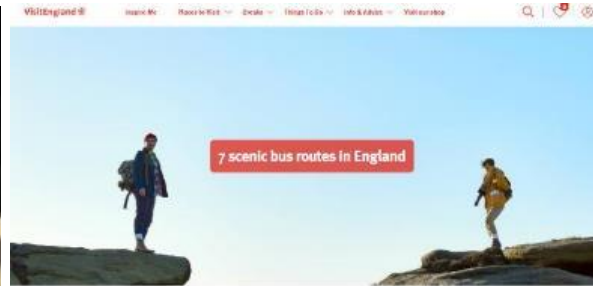 VisitEngland
Inspire Me
Places to Visit
Breaks
Things To Do
Info & Advice
Visit our shop
7 scenic bus routes in England